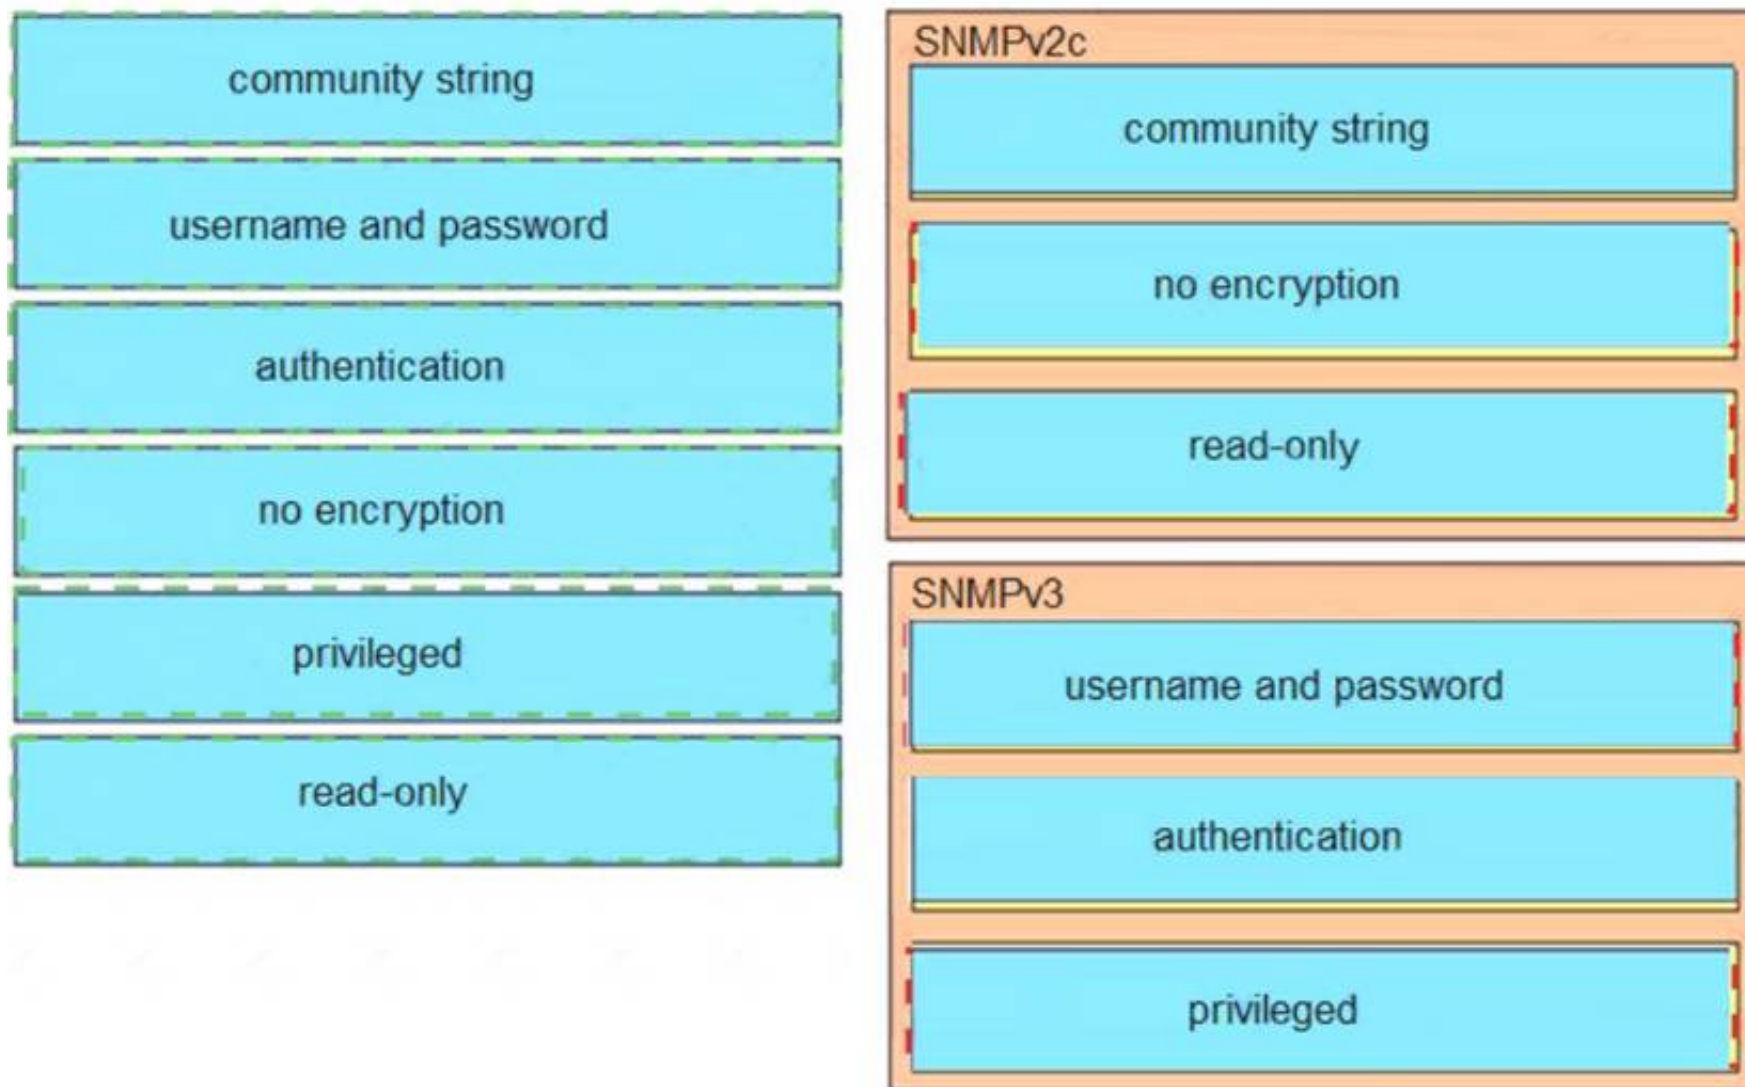 community string
username and password
authentication
no encryption
privileged
read-only
SNMPv2c
community string
no encryption
read-only
SNMPv3
username and password
authentication
privileged